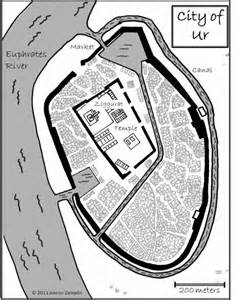 City of
Ur
Euphrates
River
Market
Canal
Ziggurat
Temple
200 meters